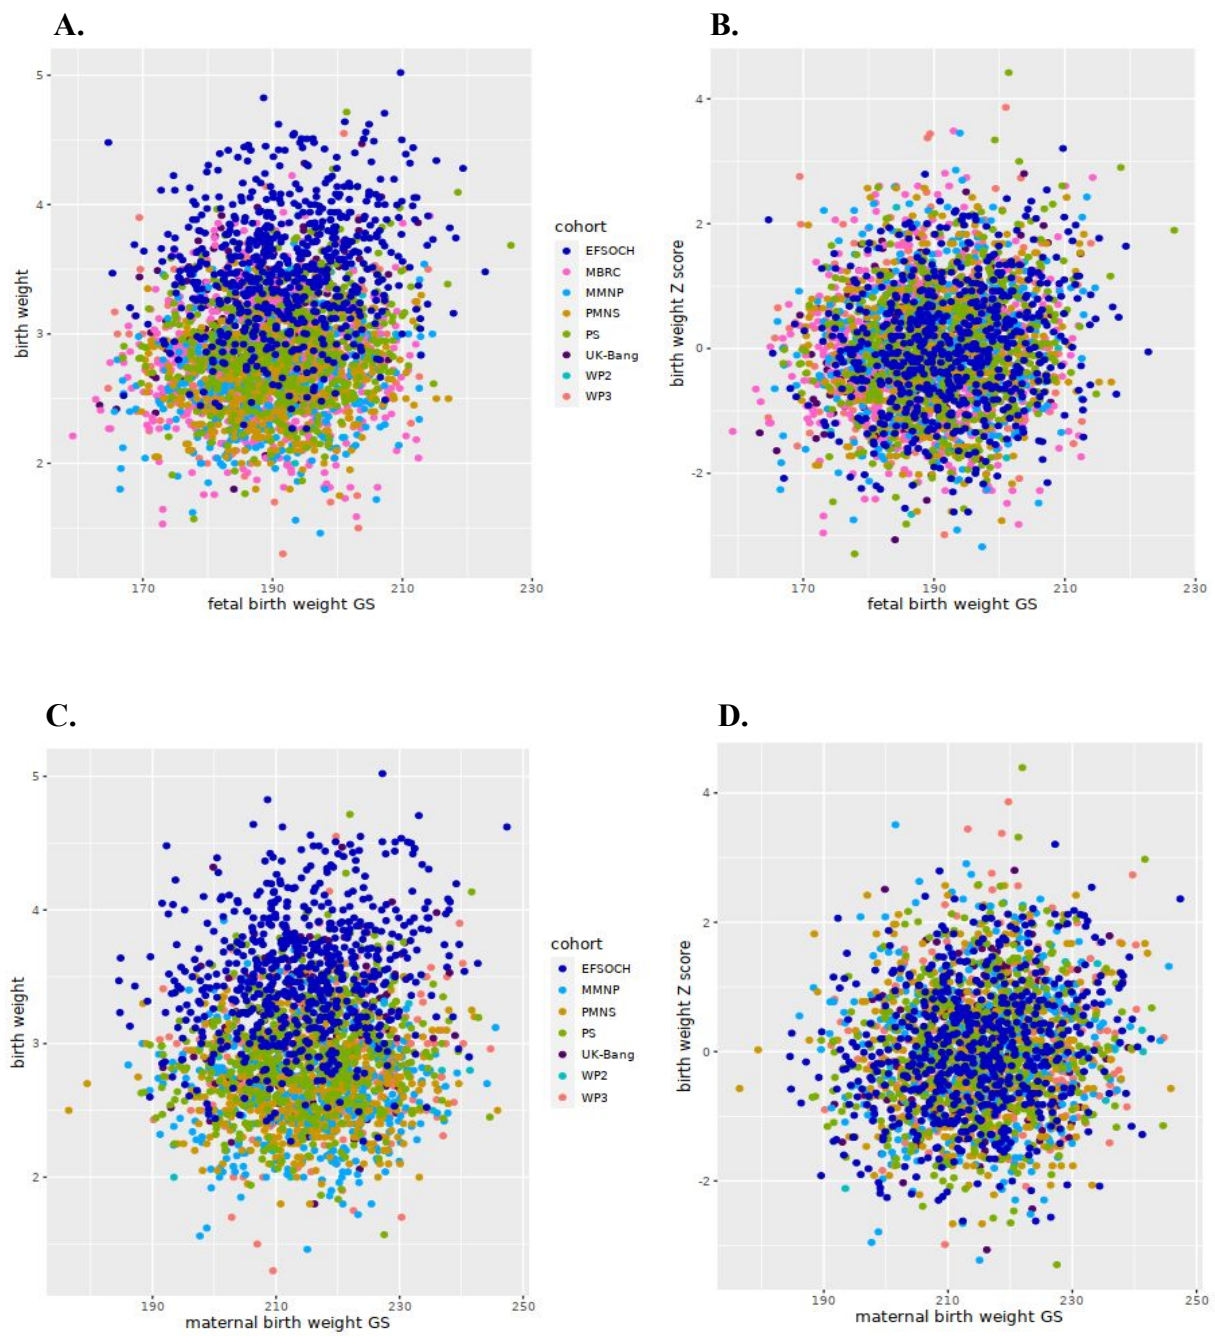 A.
B.
5
4
3
2
birth weight
170
190
210
230
fetal birth weight GS
cohort
EFSOCH
MBRC
MMNP
PMNS
PS
UK-Bang
WP2
WP3
4
2
0
-2
birth weight Z score
170
190
210
230
fetal birth weight GS
C.
D.
5
4
3
2
birth weight
190
210
230
250
maternal birth weight GS
cohort
EFSOCH
MMNP
PMNS
PS
UK-Bang
WP2
WP3
4
2
0
-2
birth weight Z score
190
210
230
250
maternal birth weight GS